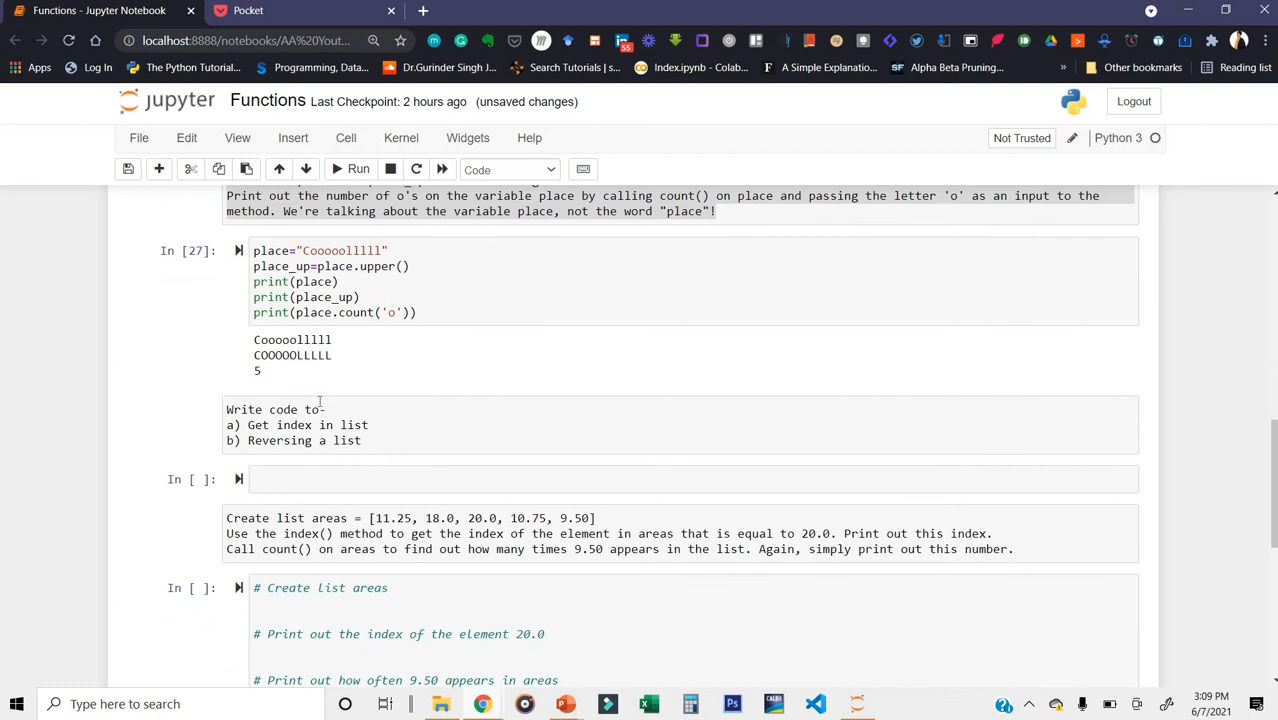 Functions - Jupyter Notebook
Pocket
localhost:8888/notebooks/AA%20Yout...
55
Apps
Log In
The Python Tutorial...
Programming, Data...
Dr.Gurinder Singh J...
Search Tutorials | s...
Index.ipynb - Colab...
A Simple Explanatio...
Alpha Beta Pruning...
Other bookmarks
Reading list
jupyter Functions Last Checkpoint: 2 hours ago (unsaved changes)
Logout
File Edit View Insert Cell Kernel Widgets Help
Not Trusted
Python 3
Run
Code
Print out the number of o's on the variable place by calling count() on place and passing the letter 'o' as an input to the
method. We're talking about the variable place, not the word "place"!
In [27]:
place="Cooooolllll"
place_up=place.upper()
print(place)
print(place_up)
print(place.count('o'))
Cooooolllll
COOOOOLLLLL
5
Write code to-
a) Get index in list
b) Reversing a list
In [ ]:
Create list areas = [11.25, 18.0, 20.0, 10.75, 9.50]
Use the index() method to get the index of the element in areas that is equal to 20.0. Print out this index.
Call count() on areas to find out how many times 9.50 appears in the list. Again, simply print out this number.
In [ ]:
# Create list areas
# Print out the index of the element 20.0
# Print out how often 9.50 appears in areas
Type here to search
3:09 PM
6/7/2021